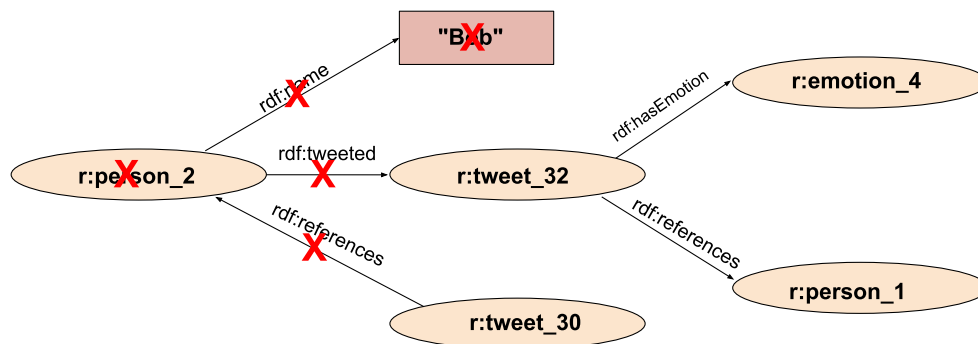 "Bob"
rdf:name
rdf:hasEmotion
r:emotion_4
r:person_2
rdf:tweeted
r:tweet_32
rdf:references
rdf:references
r:person_1
r:tweet_30